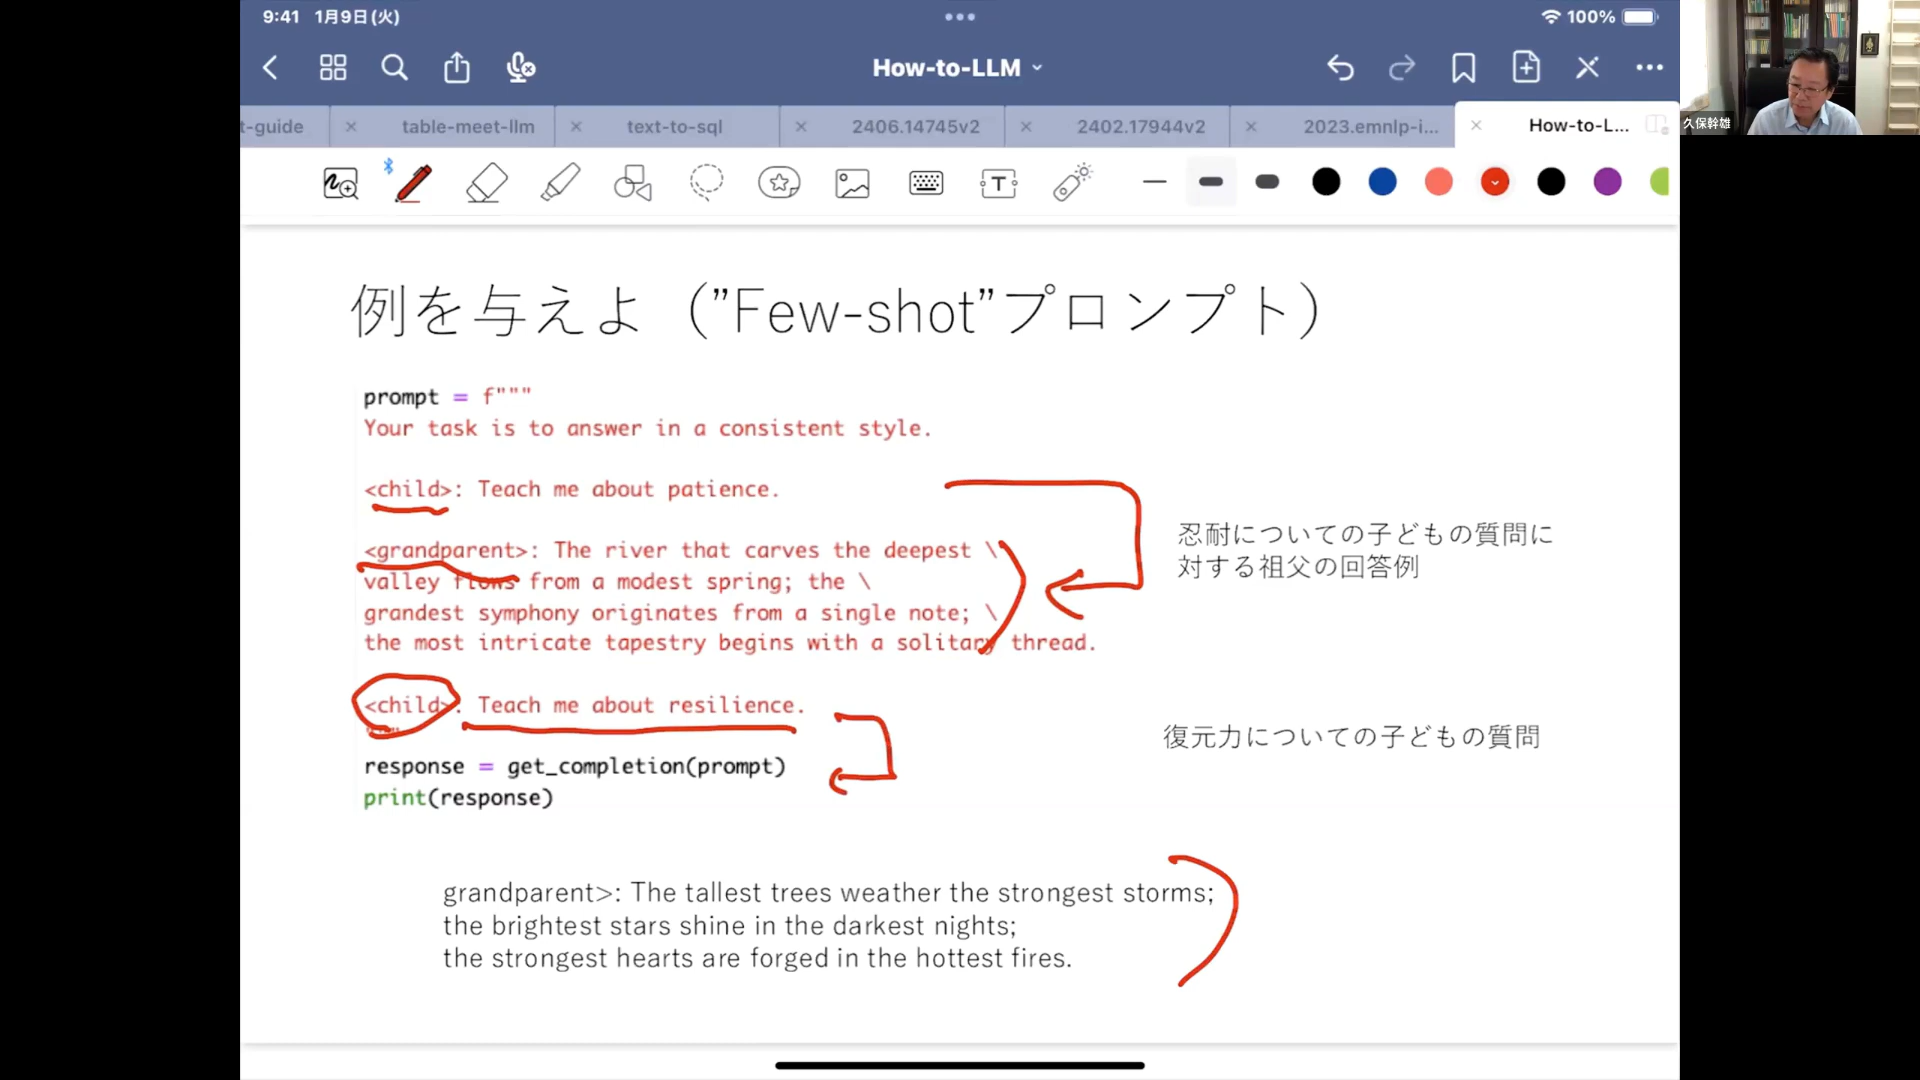 9:41 1月9日(火)
100%
How-to-LLM
t-guide
table-meet-llm
text-to-sql
2406.14745v2
2402.17944v2
2023.emnlp-i...
How-to-L...
久保幹雄
T
例を与えよ（”Few-shot”プロンプト）
prompt = f"""
Your task is to answer in a consistent style.
<child>: Teach me about patience.
<grandparent>: The river that carves the deepest \
valley flows from a modest spring; the \
grandest symphony originates from a single note; \
the most intricate tapestry begins with a solitary thread.
忍耐についての子どもの質問に
対する祖父の回答例
<child>: Teach me about resilience.
"""
復元力についての子どもの質問
response = get_completion(prompt)
print(response)
grandparent>: The tallest trees weather the strongest storms;
the brightest stars shine in the darkest nights;
the strongest hearts are forged in the hottest fires.